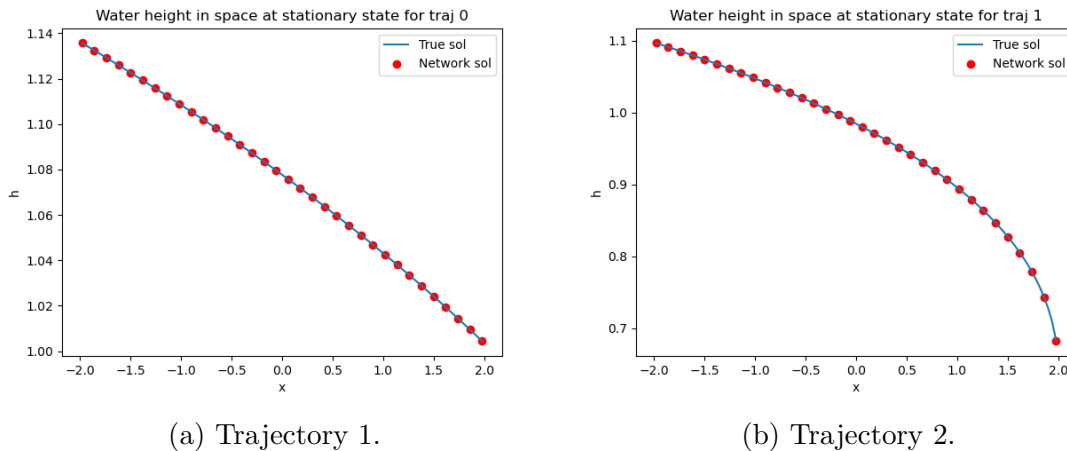 Water height in space at stationary state for traj 0
1.14
1.12
1.10
1.08
1.06
1.04
1.02
1.00
h
True sol
Network sol
−2.0 −1.5 −1.0 −0.5 0.0 0.5 1.0 1.5 2.0
x
(a) Trajectory 1.
Water height in space at stationary state for traj 1
1.1
1.0
0.9
0.8
0.7
h
True sol
Network sol
−2.0 −1.5 −1.0 −0.5 0.0 0.5 1.0 1.5 2.0
x
(b) Trajectory 2.